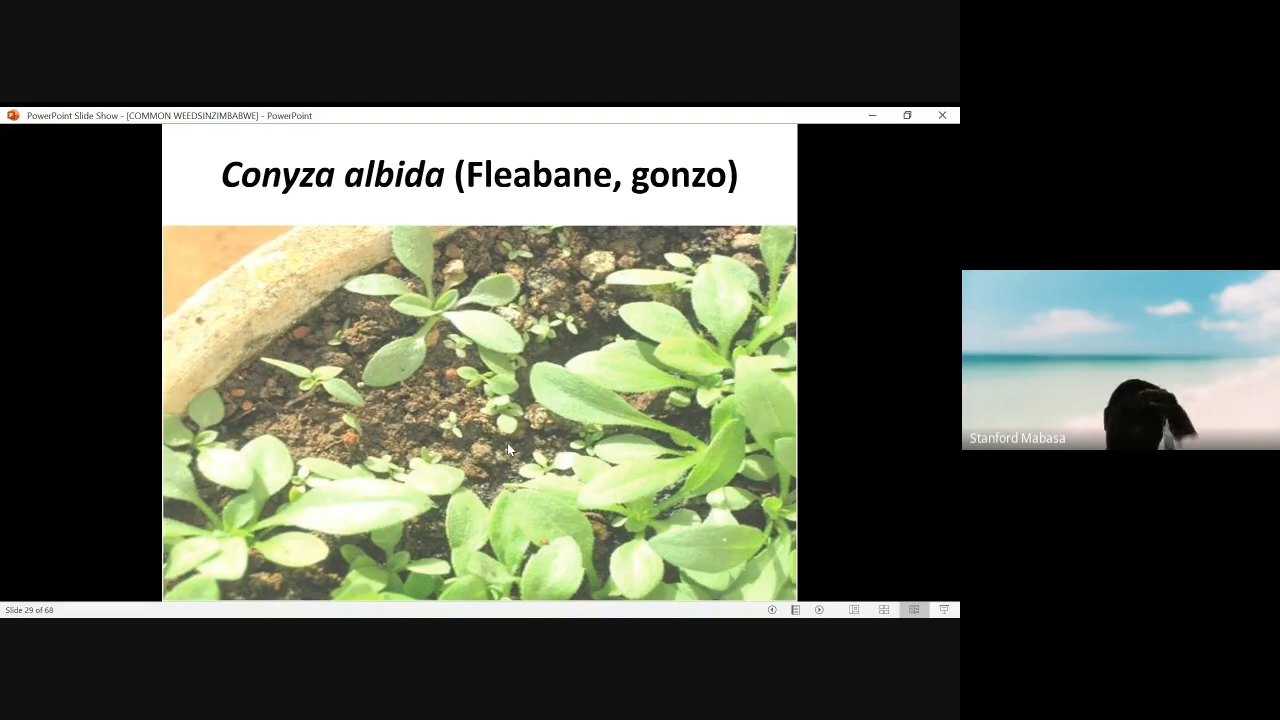 PowerPoint Slide Show - [COMMON WEEDSINZIMBABWE] - PowerPoint
Conyza albida (Fleabane, gonzo)
Stanford Mabasa
Slide 29 of 68